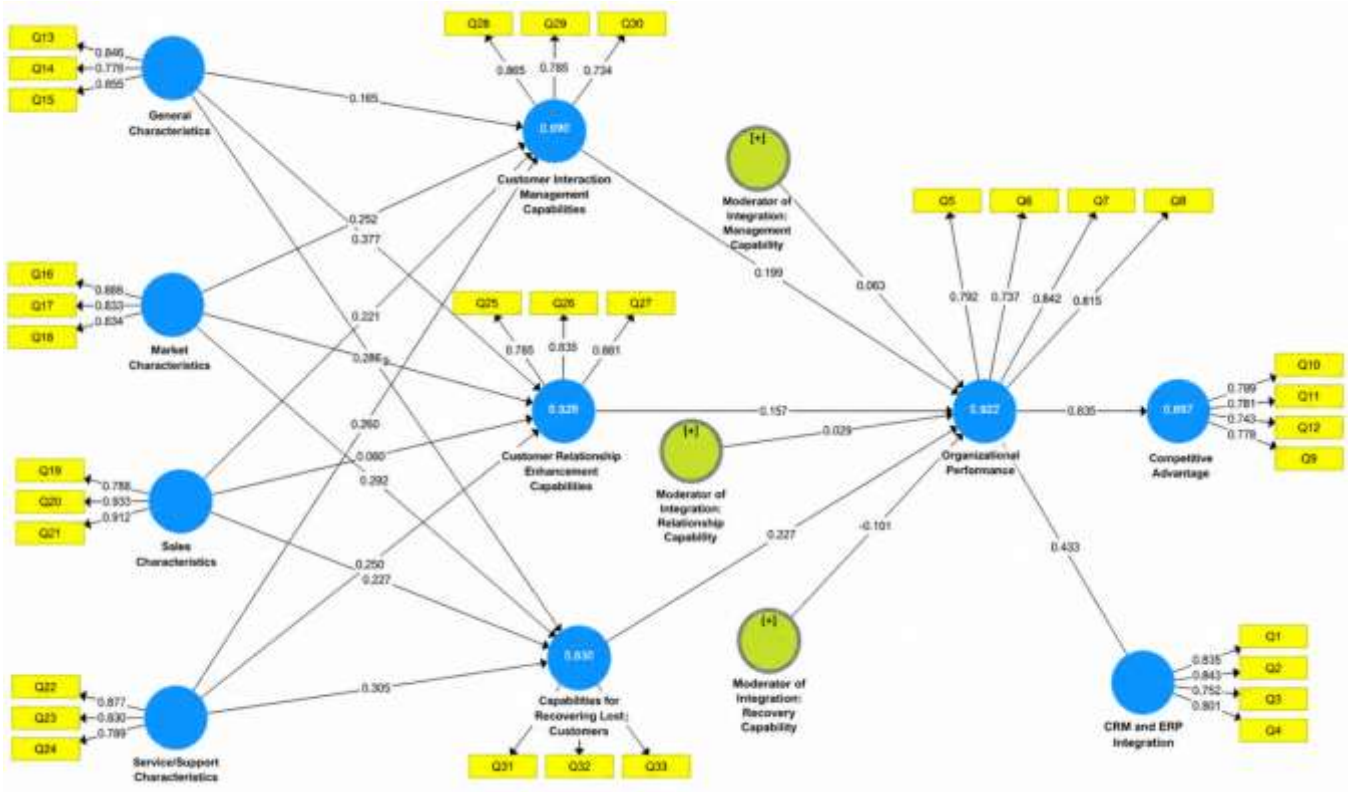 Q13
Q14
Q15
0.846
0.778
0.855
General
Characteristics
Q28
Q29
Q30
0.865
0.785
0.734
Customer Interaction
Management
Capabilities
0.165
0.252
0.377
0.221
Q16
Q17
Q18
0.833
0.834
Market
Characteristics
Q25
Q26
Q27
0.785
0.835
Customer Relationship
Enhancement
Capabilities
0.260
0.292
Q19
Q20
Q21
0.912
Sales
Characteristics
0.250
0.227
0.305
Q22
Q23
Q24
0.877
0.830
0.789
Service/Support
Characteristics
Capabilities for
Recovering Lost
Customers
Q31
Q32
Q33
[+]
Moderator of
Integration:
Management
Capability
0.199
0.063
0.157
0.029
[+]
Moderator of
Integration:
Relationship
Capability
0.227
-0.101
[+]
Moderator of
Integration:
Recovery
Capability
Q5
Q6
Q7
Q8
0.792
0.737
0.842
0.815
0.922
Organizational
Performance
0.835
0.697
Competitive
Advantage
Q10
Q11
Q12
Q9
0.789
0.781
0.743
0.778
0.433
CRM and ERP
Integration
Q1
Q2
Q3
Q4
0.835
0.843
0.752
0.801